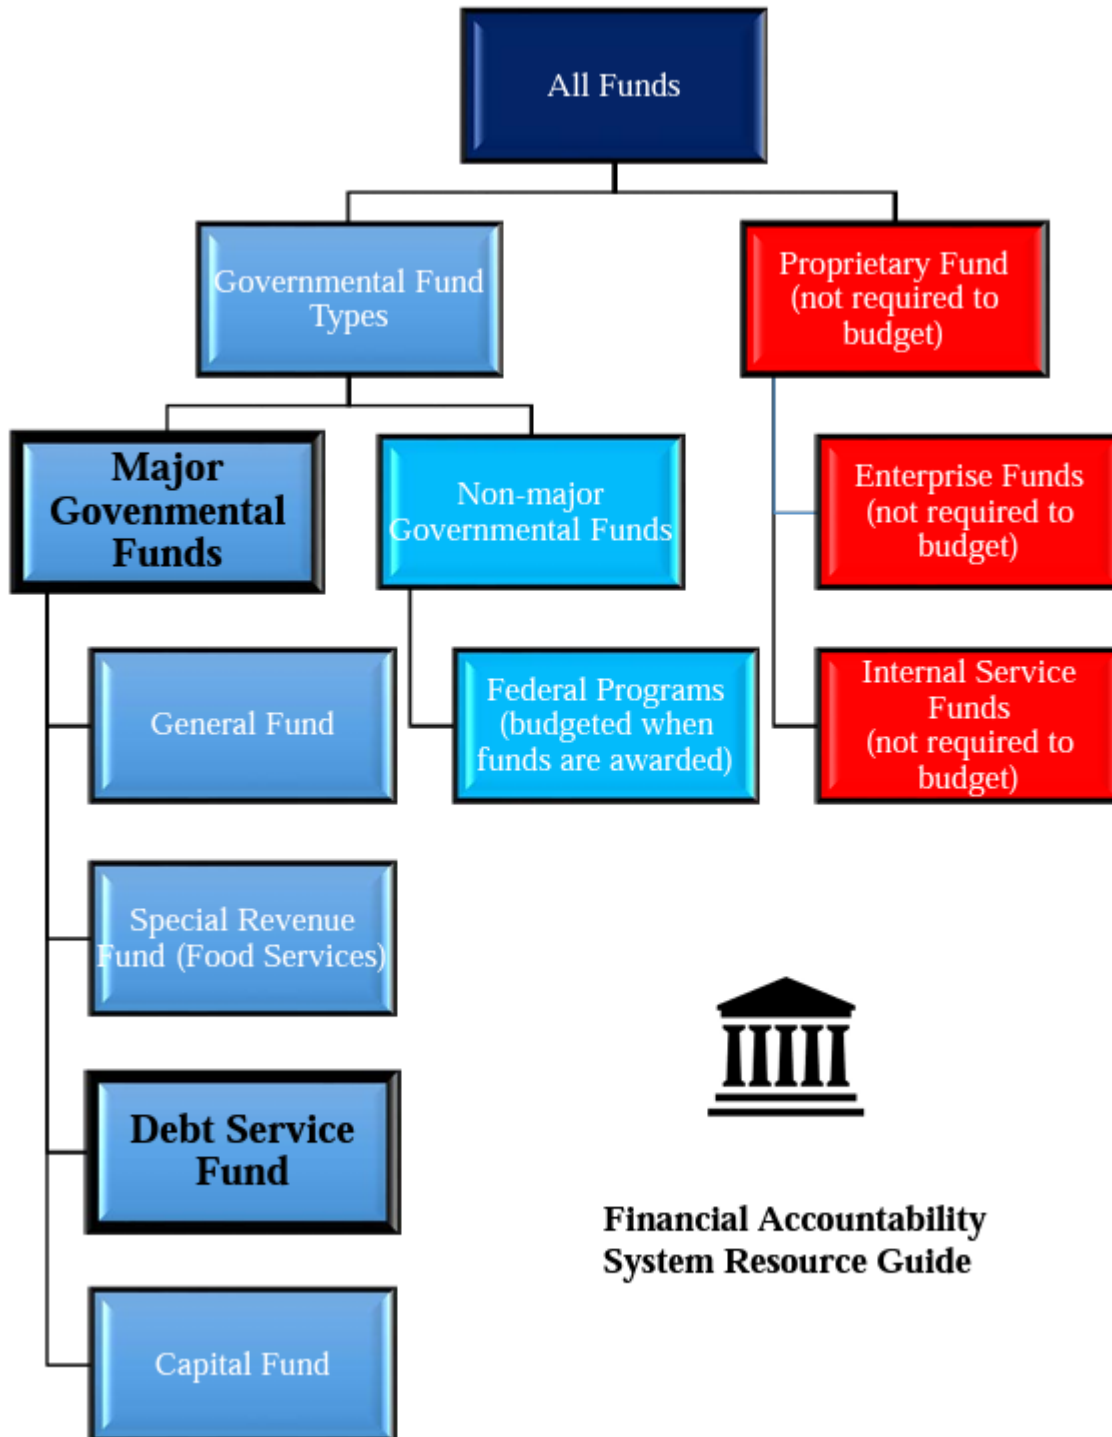 All Funds
Governmental Fund
Types
Proprietary Fund
(not required to
budget)
Major
Govenmental
Funds
Non-major
Governmental Funds
Enterprise Funds
(not required to
budget)
General Fund
Federal Programs
(budgeted when
funds are awarded)
Internal Service
Funds
(not required to
budget)
Special Revenue
Fund (Food Services)
Debt Service
Fund
Financial Accountability
System Resource Guide
Capital Fund